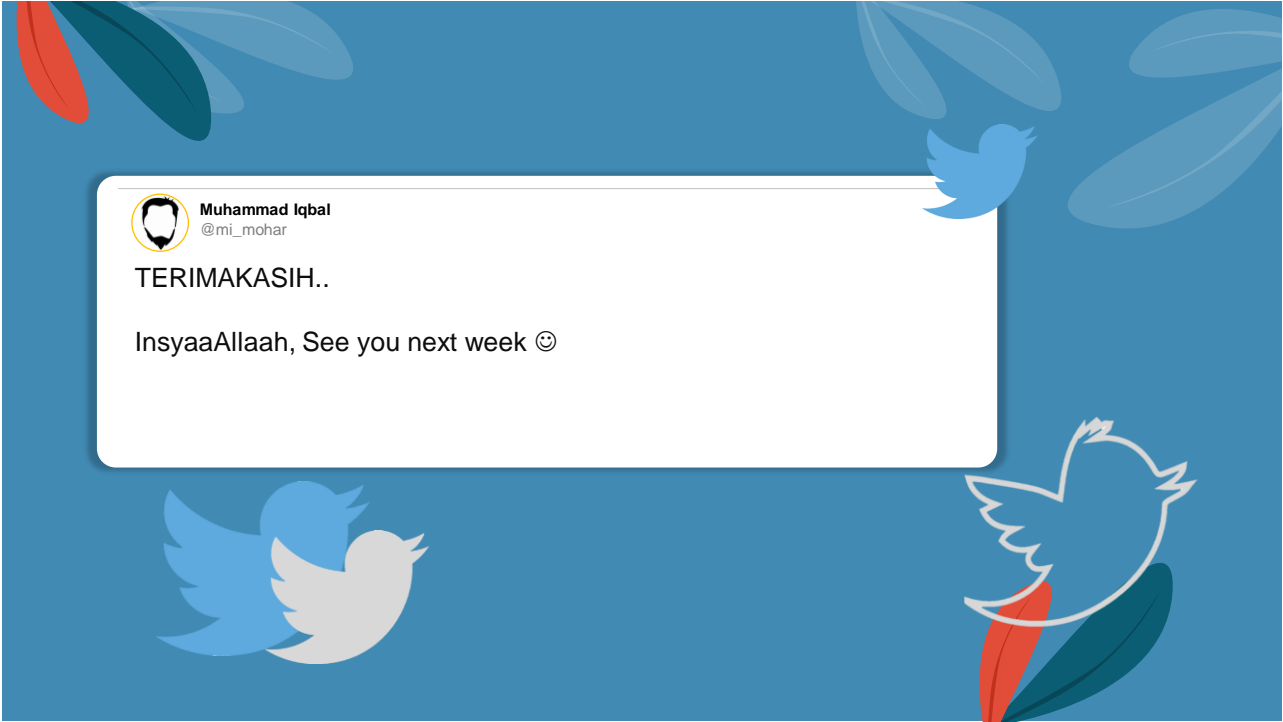 Muhammad Iqbal
@mi_mohar
TERIMAKASIH..
InsyaaAllaah, See you next week ☺